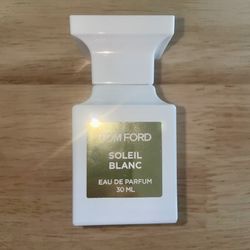 TOM FORD
SOLEIL
BLANC
EAU DE PARFUM
30 ML